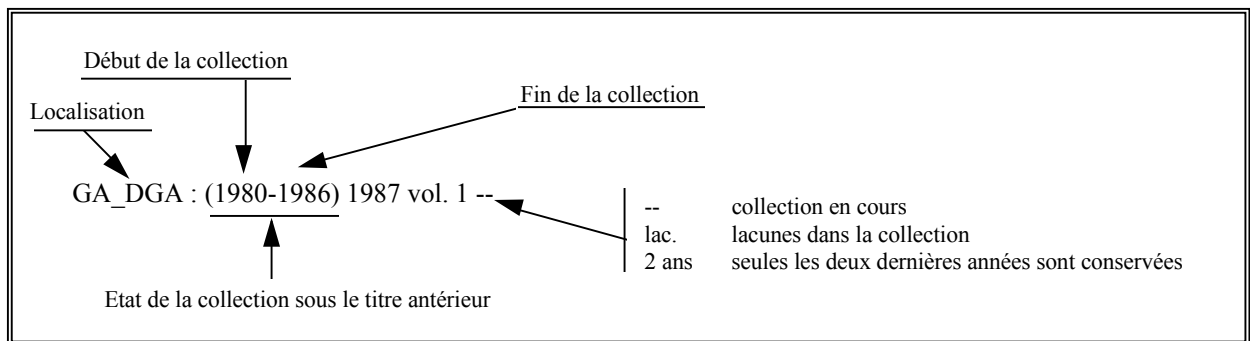 Début de la collection
Fin de la collection
Localisation
GA_DGA : (1980-1986) 1987 vol. 1 --
-- collection en cours
lac. lacunes dans la collection
2 ans seules les deux dernières années sont conservées
Etat de la collection sous le titre antérieur